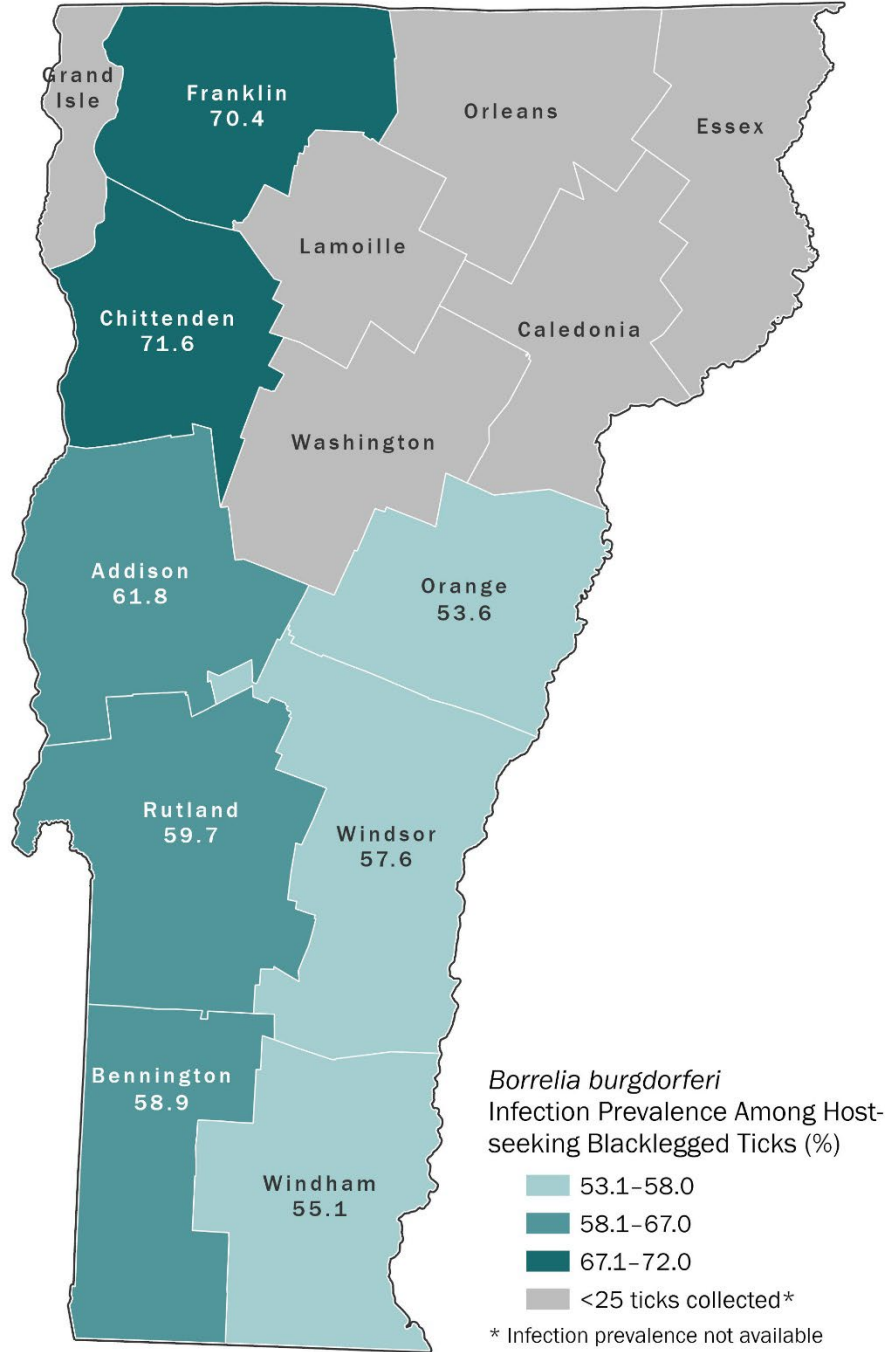 Grand
Isle
Franklin
70.4
Orleans
Essex
Lamoille
Chittenden
71.6
Caledonia
Washington
Addison
61.8
Orange
53.6
Rutland
59.7
Windsor
57.6
Bennington
58.9
Windham
55.1
Borrelia burgdorferi
Infection Prevalence Among Host-
seeking Blacklegged Ticks (%)
53.1–58.0
58.1–67.0
67.1–72.0
<25 ticks collected*
* Infection prevalence not available